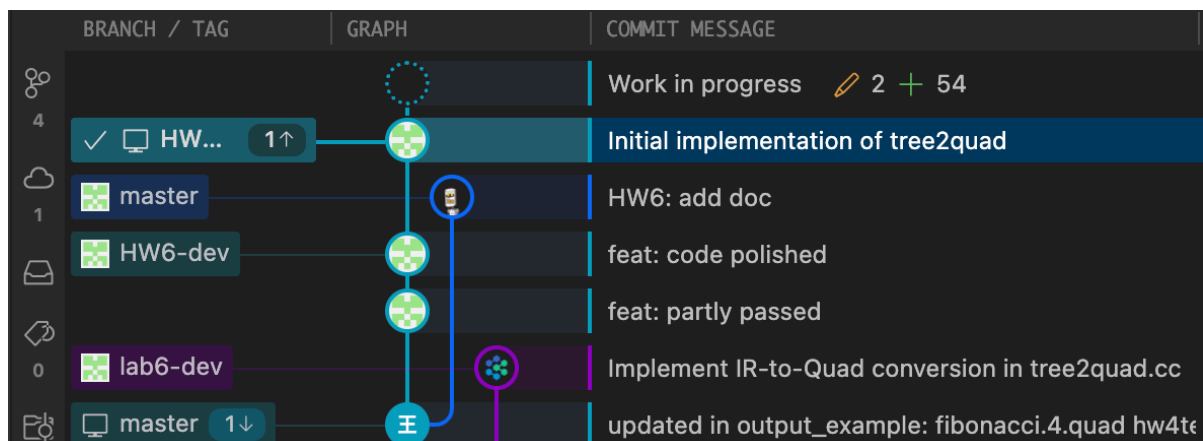 BRANCH / TAG GRAPH COMMIT MESSAGE
Work in progress 2 + 54
4
✓ HW... 1↑ Initial implementation of tree2quad
master HW6: add doc
1
HW6-dev feat: code polished
feat: partly passed
0
lab6-dev Implement IR-to-Quad conversion in tree2quad.cc
master 1↓ 王 updated in output_example: fibonacci.4.quad hw4te